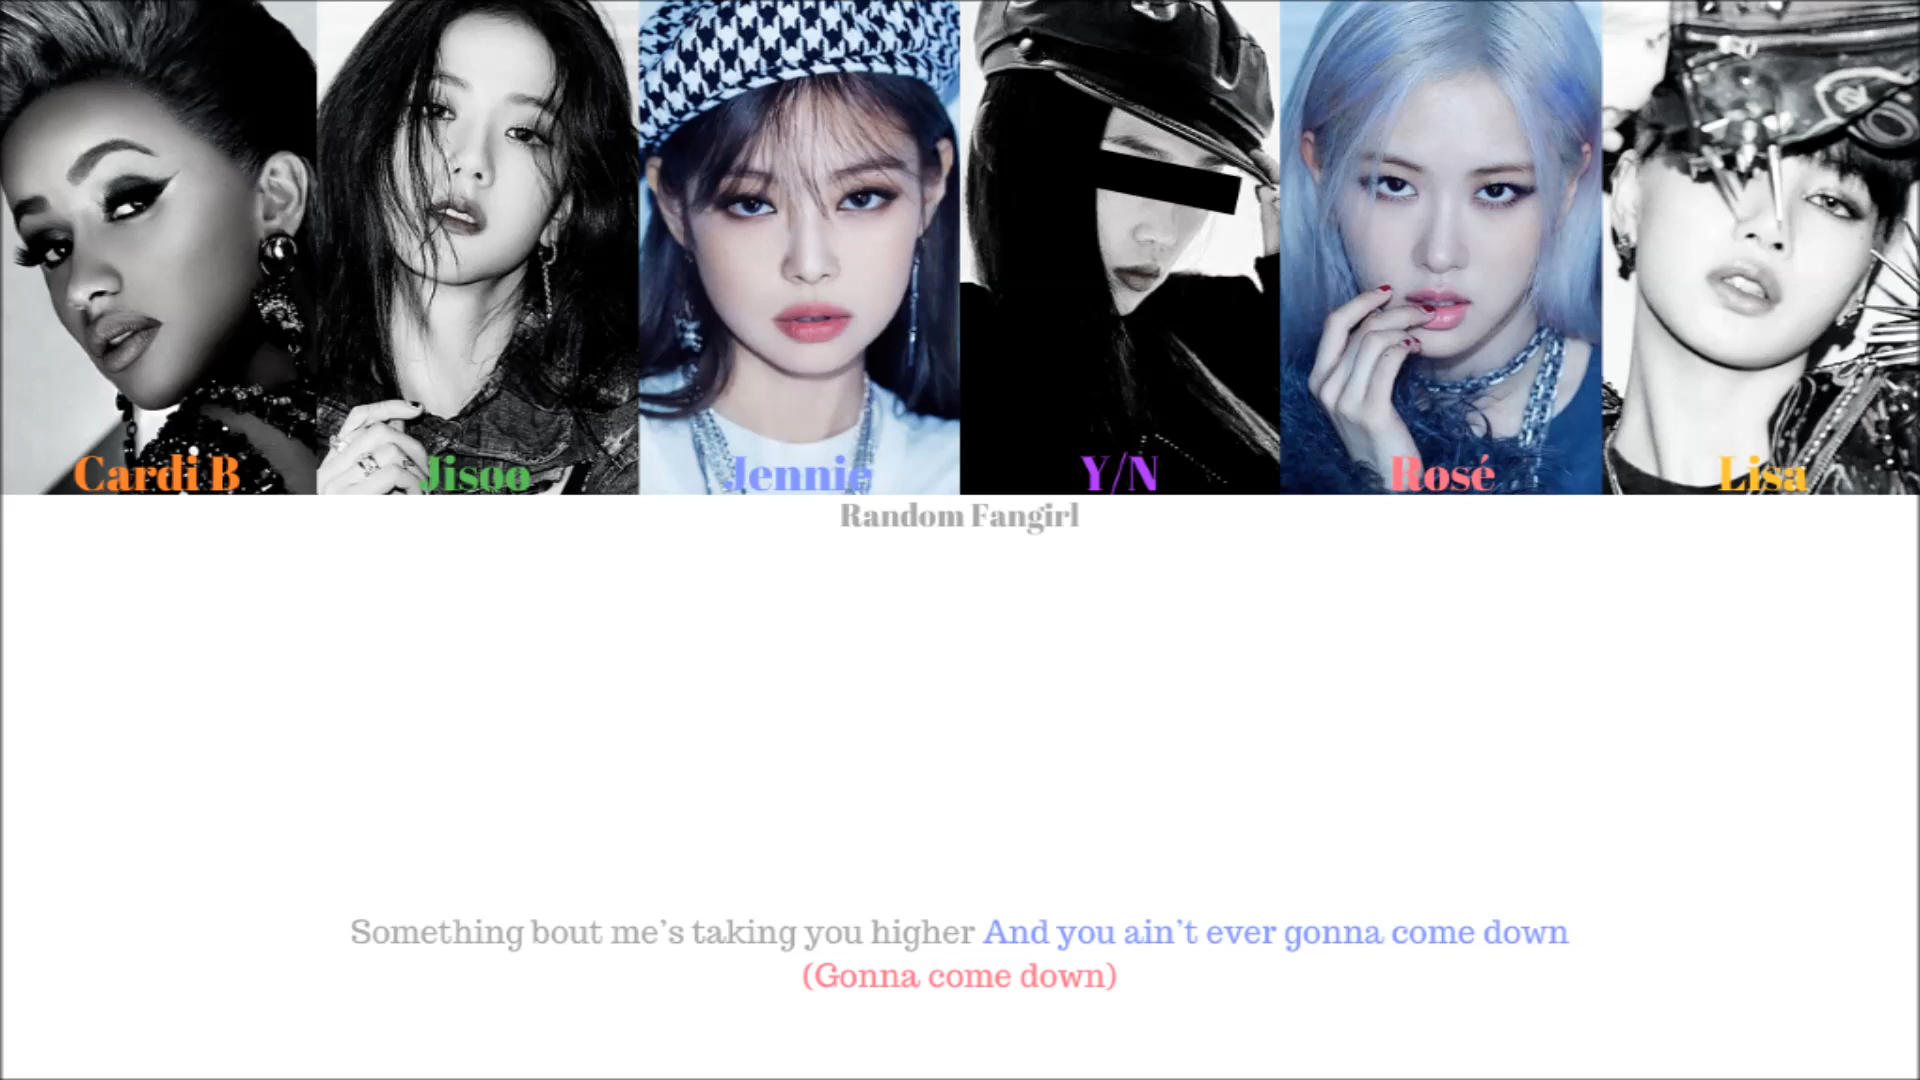 Cardi B
Jisoo
Jennie
Y/N
Rosé
Lisa
Random Fangirl
Something bout me’s taking you higher And you ain’t ever gonna come down
(Gonna come down)